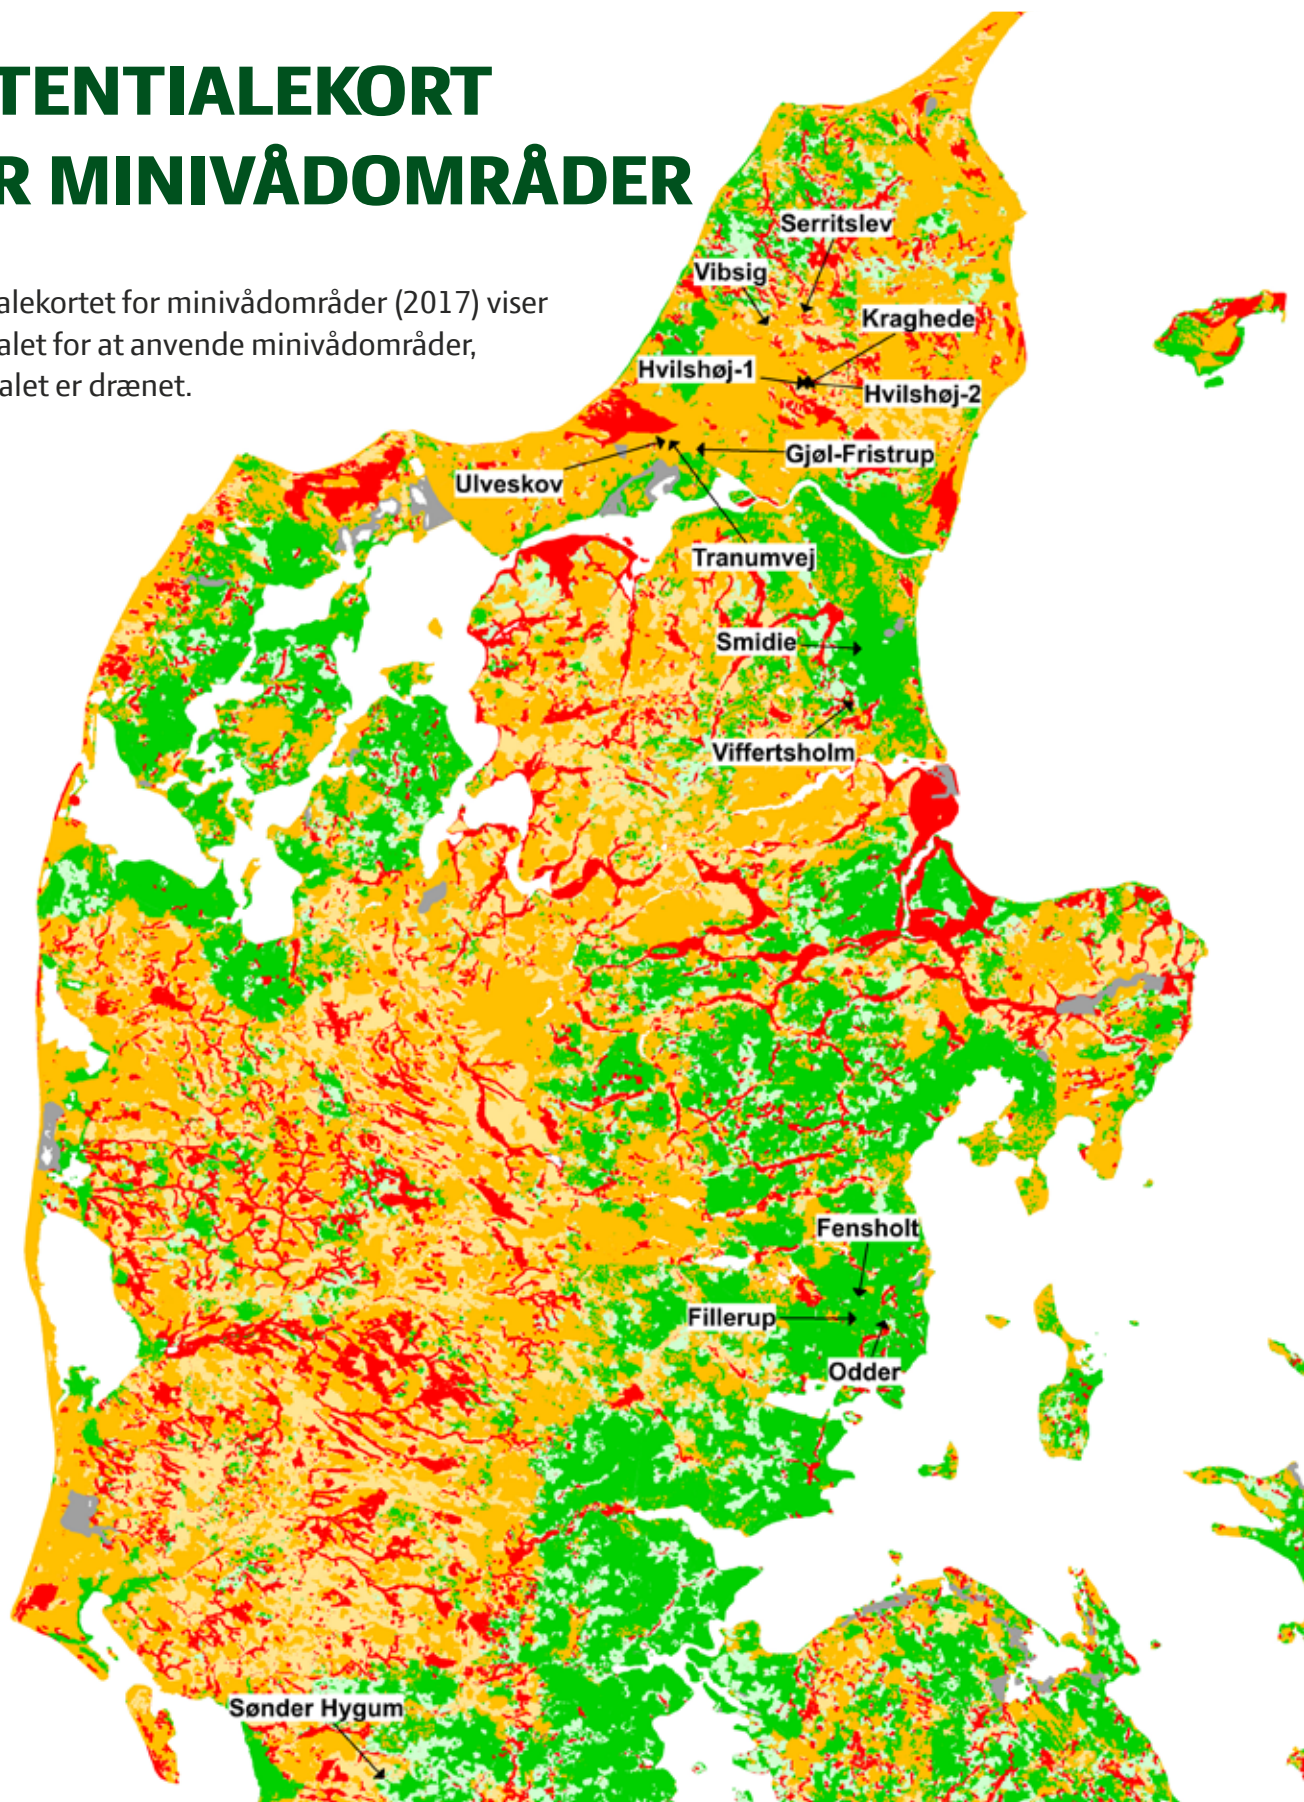 TENTIALEKORT
R MINIVÅDOMRÅDER
alekortet for minivådområder (2017) viser
alet for at anvende minivådområder,
alet er drænet.
Serritslev
Vibsig
Kraghede
Hvilshøj-1
Hvilshøj-2
Gjøl-Fristrup
Ulveskov
Tranumvej
Smidie
Viffertsholm
Fensholt
Fillerup
Odder
Sønder Hygum